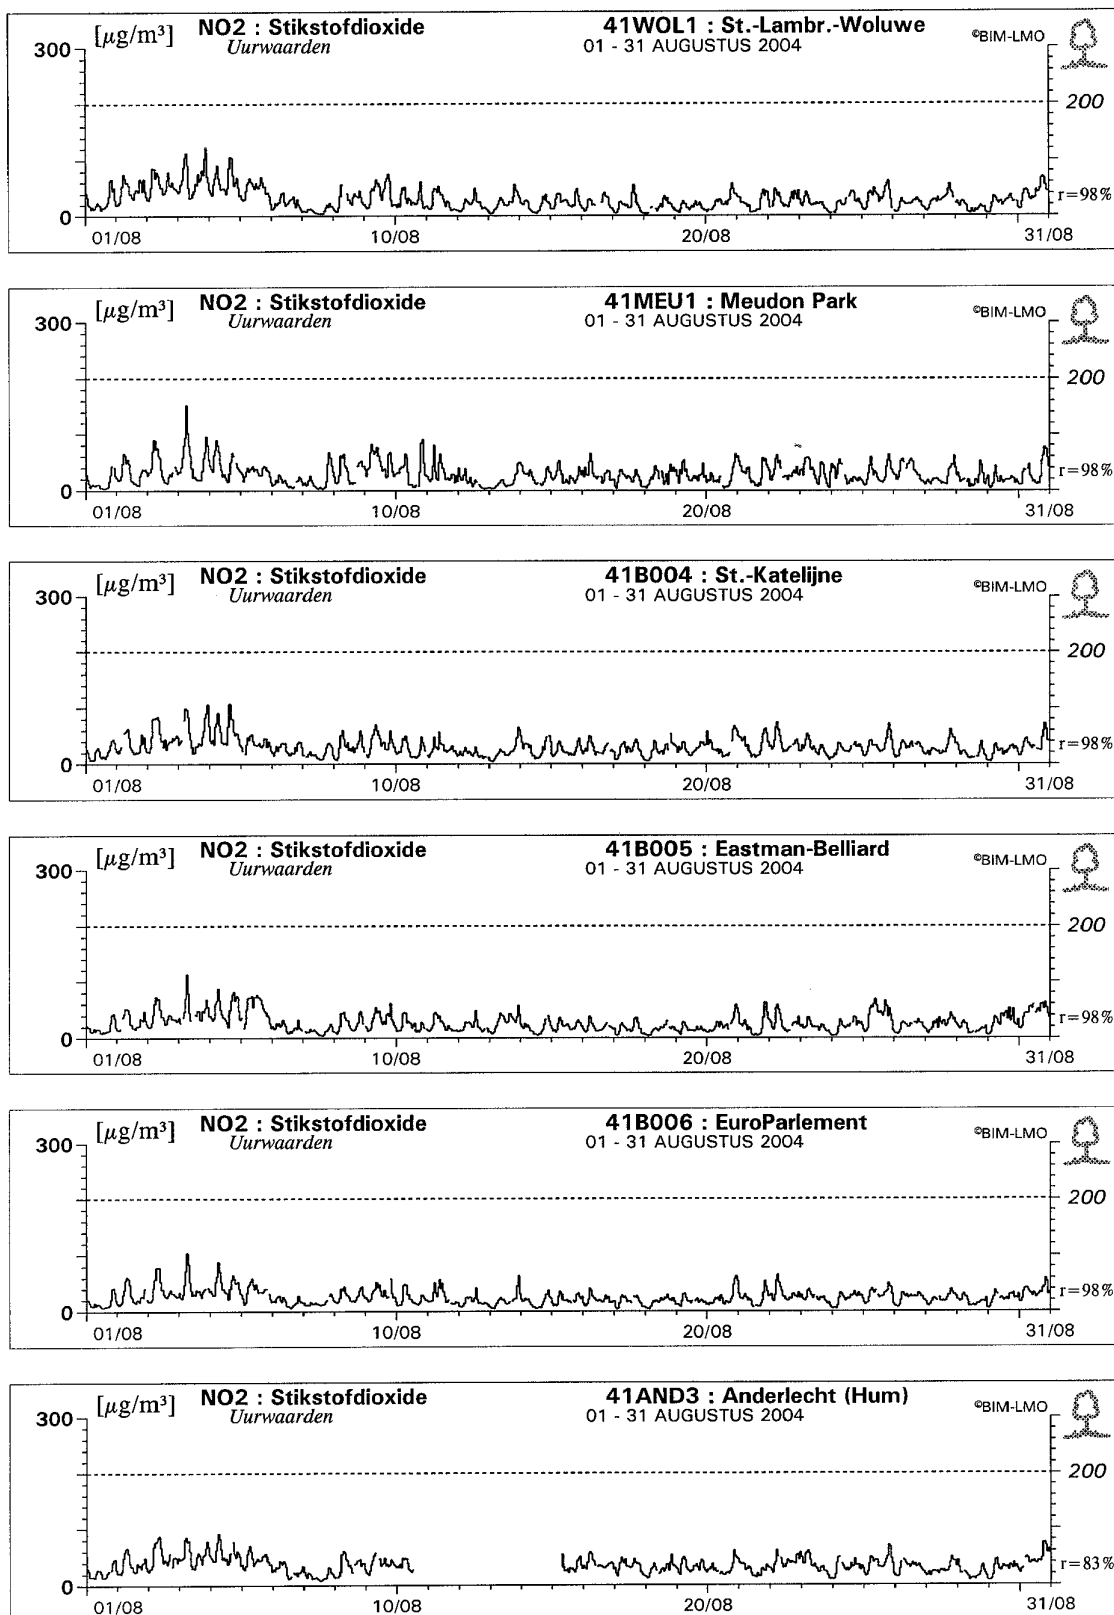 [µg/m³] NO2 : Stikstofdioxide 41WOL1 : St.-Lambr.-Woluwe ©BIM-LMO
Uurwaarden 01 - 31 AUGUSTUS 2004
300
200
r=98%
0
01/08 10/08 20/08 31/08
[µg/m³] NO2 : Stikstofdioxide 41MEU1 : Meudon Park ©BIM-LMO
Uurwaarden 01 - 31 AUGUSTUS 2004
300
200
r=98%
0
01/08 10/08 20/08 31/08
[µg/m³] NO2 : Stikstofdioxide 41B004 : St.-Katelijne ©BIM-LMO
Uurwaarden 01 - 31 AUGUSTUS 2004
300
200
r=98%
0
01/08 10/08 20/08 31/08
[µg/m³] NO2 : Stikstofdioxide 41B005 : Eastman-Belliard ©BIM-LMO
Uurwaarden 01 - 31 AUGUSTUS 2004
300
200
r=98%
0
01/08 10/08 20/08 31/08
[µg/m³] NO2 : Stikstofdioxide 41B006 : EuroParlement ©BIM-LMO
Uurwaarden 01 - 31 AUGUSTUS 2004
300
200
r=98%
0
01/08 10/08 20/08 31/08
[µg/m³] NO2 : Stikstofdioxide 41AND3 : Anderlecht (Hum) ©BIM-LMO
Uurwaarden 01 - 31 AUGUSTUS 2004
300
200
r=83%
0
01/08 10/08 20/08 31/08